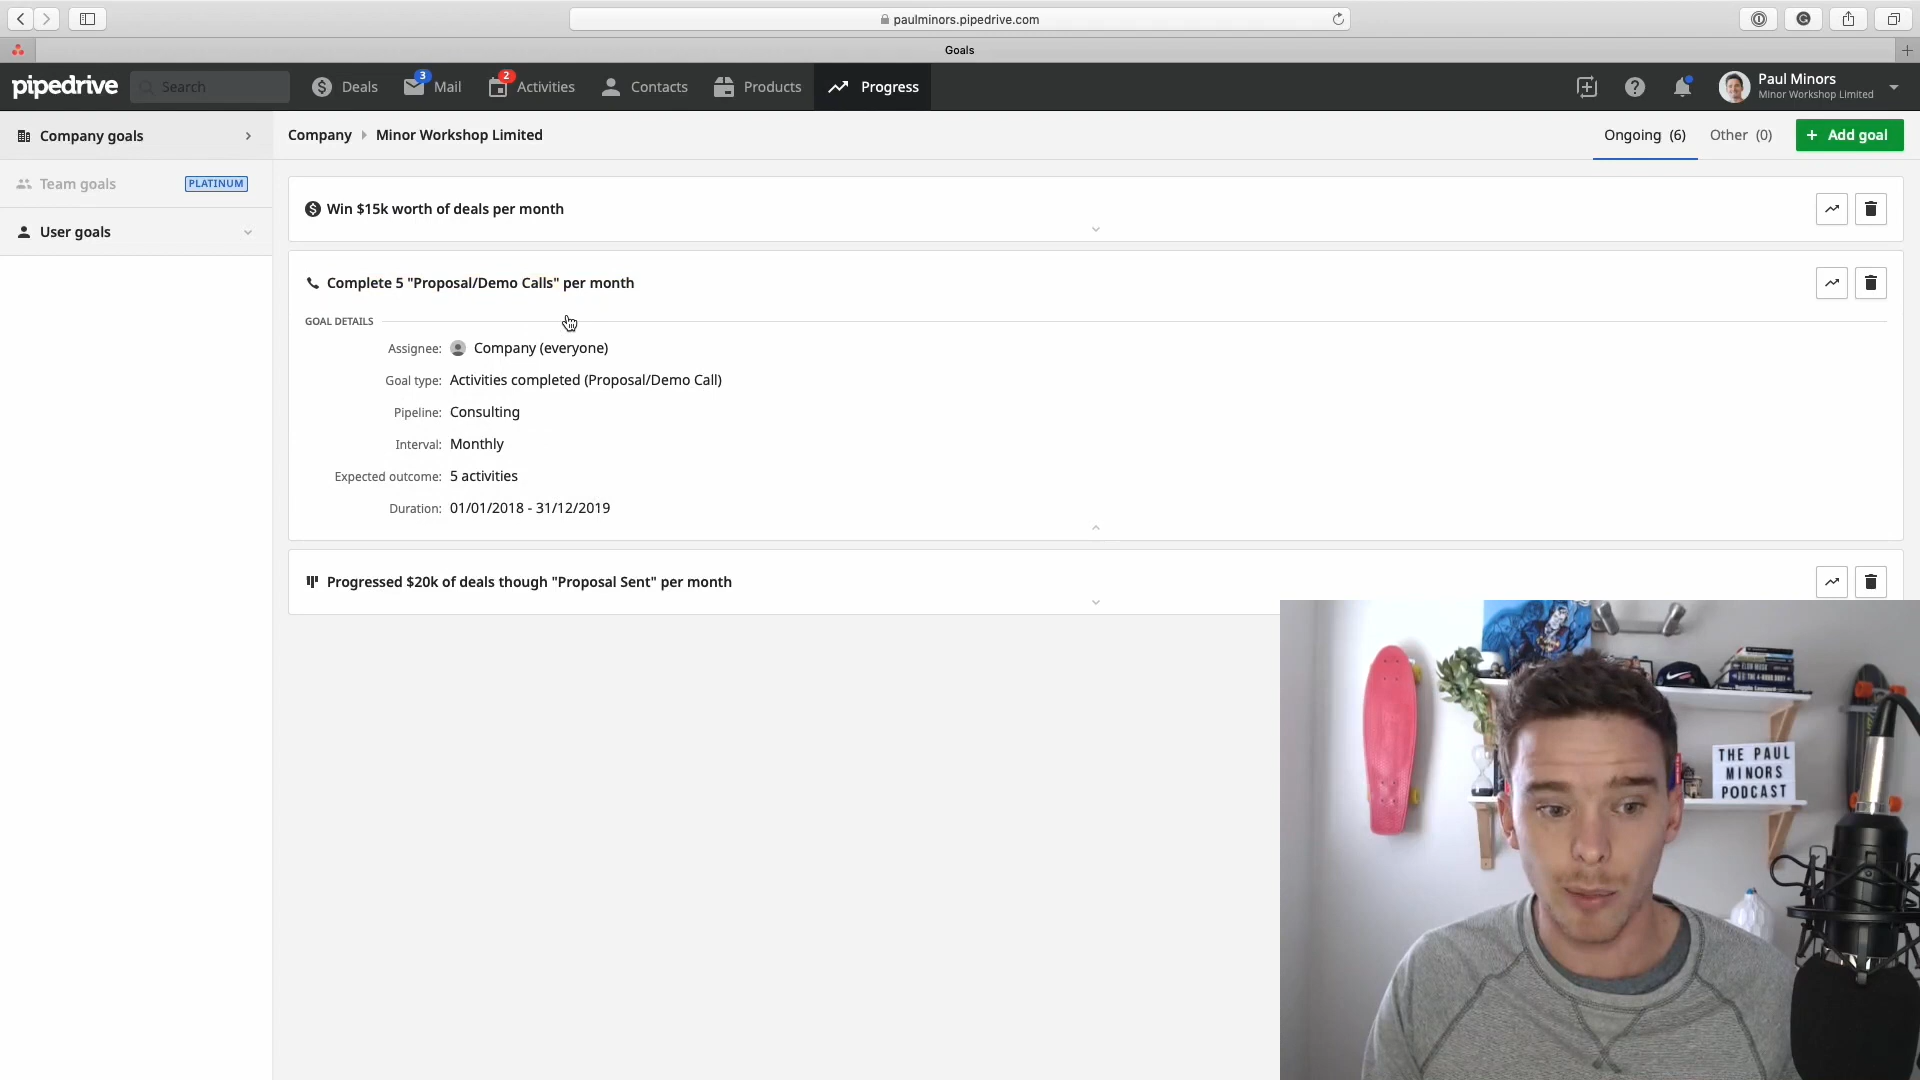 paulminors.pipedrive.com
Goals
pipedrive
Search
Deals
3
Mail
2
Activities
Contacts
Products
Progress
Paul Minors
Minor Workshop Limited
Company goals
Company
Minor Workshop Limited
Ongoing (6)
Other (0)
+ Add goal
Team goals
PLATINUM
User goals
Win $15k worth of deals per month
Complete 5 "Proposal/Demo Calls" per month
GOAL DETAILS
Assignee: Company (everyone)
Goal type: Activities completed (Proposal/Demo Call)
Pipeline: Consulting
Interval: Monthly
Expected outcome: 5 activities
Duration: 01/01/2018 - 31/12/2019
Progressed $20k of deals though "Proposal Sent" per month
THE PAUL
MINORS
PODCAST